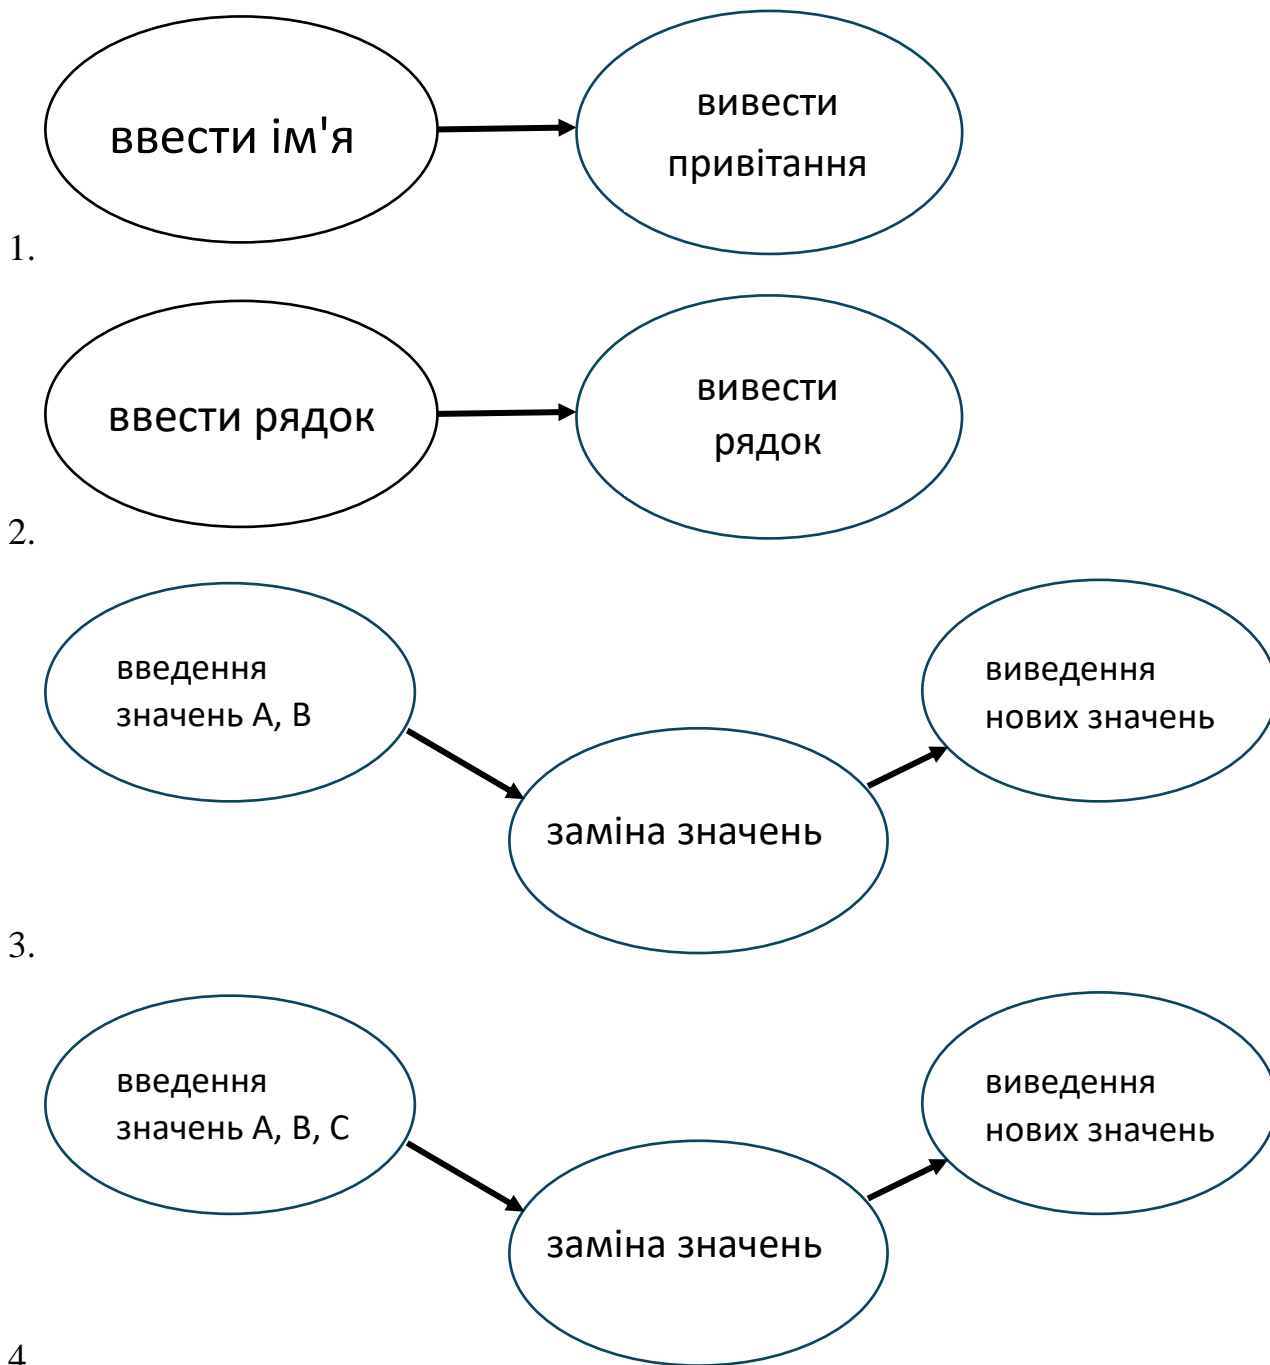 ввести ім'я
вивести
привітання
1.
ввести рядок
вивести
рядок
2.
введення
значень А, В
заміна значень
виведення
нових значень
3.
введення
значень А, В, С
заміна значень
виведення
нових значень
4